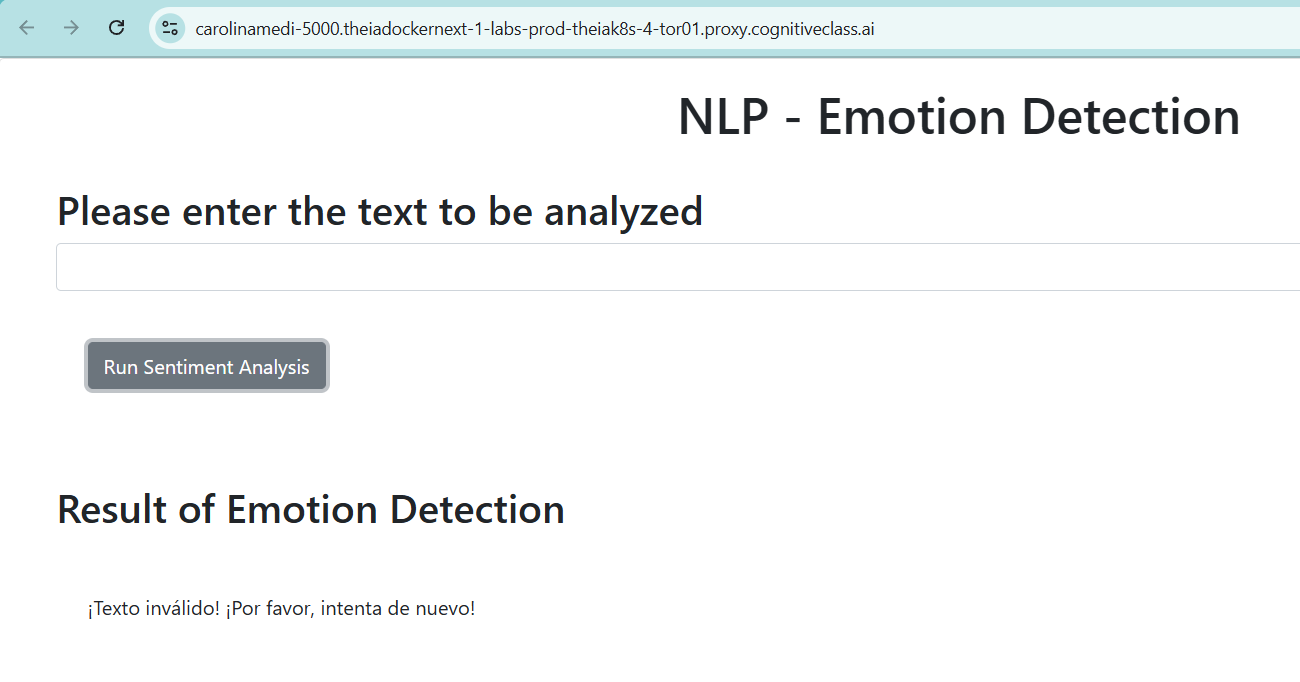 carolinamedi-5000.theiadockernext-1-labs-prod-theiak8s-4-tor01.proxy.cognitiveclass.ai
NLP - Emotion Detection
Please enter the text to be analyzed
Run Sentiment Analysis
Result of Emotion Detection
¡Texto inválido! ¡Por favor, intenta de nuevo!